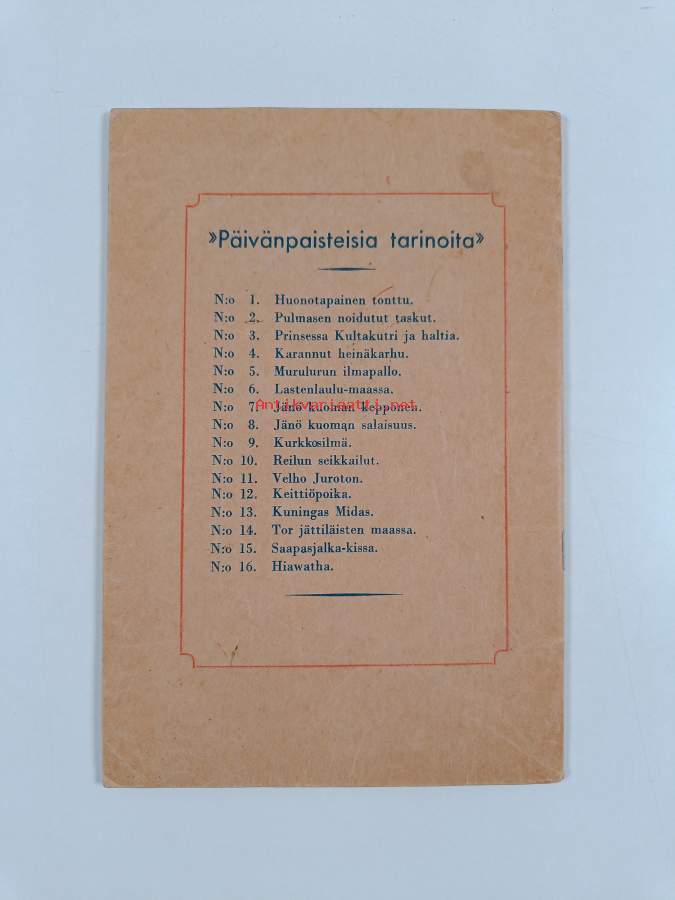 »Päivänpaisteisia tarinoita»
N:o 1. Huonotapainen tonttu.
N:o 2. Pulmasen noidutut taskut.
N:o 3. Prinsessa Kultakutri ja haltia.
N:o 4. Karannut heinäkarhu.
N:o 5. Murulurun ilmapallo.
N:o 6. Lastenlaulu-maassa.
N:o 7. Jänö kuoman kepponen.
Antikvariaatti.net
N:o 8. Jänö kuoman salaisuus.
N:o 9. Kurkkosilmä.
N:o 10. Reilun seikkailut.
N:o 11. Velho Juroton.
N:o 12. Keittiöpoika.
N:o 13. Kuningas Midas.
N:o 14. Tor jättiläisten maassa.
N:o 15. Saapasjalka-kissa.
N:o 16. Hiawatha.